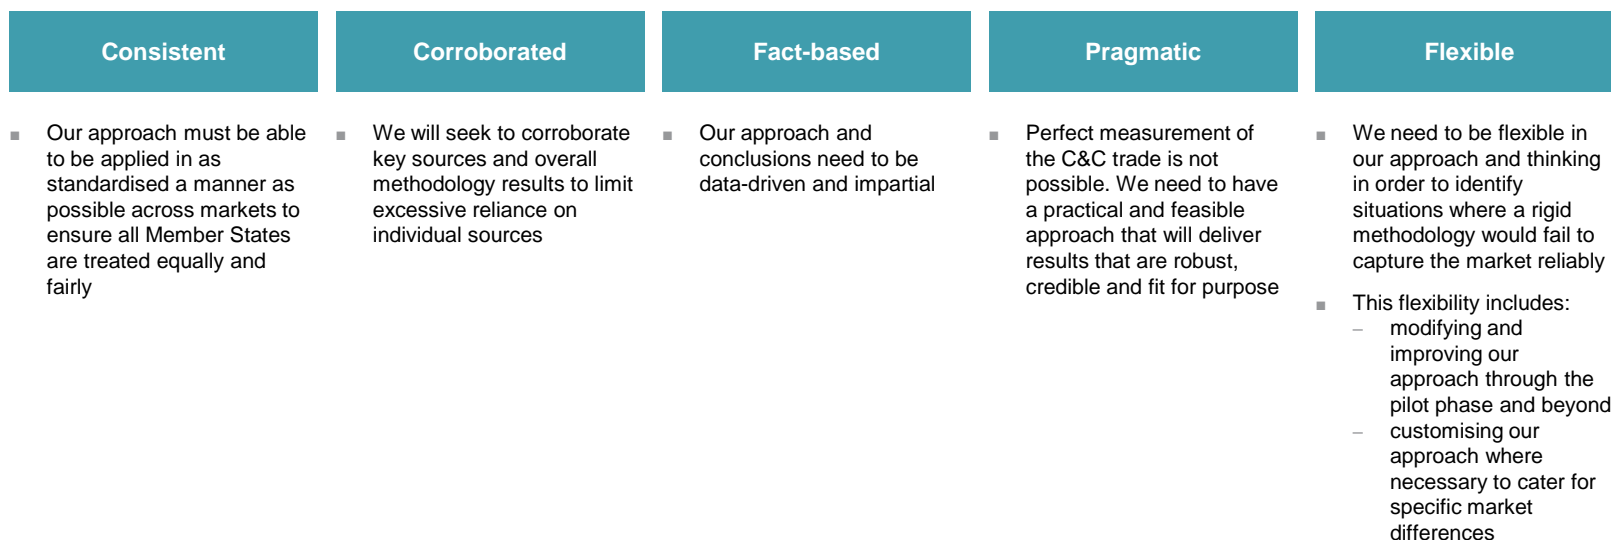 Consistent
Our approach must be able
to be applied in as
standardised a manner as
possible across markets to
ensure all Member States
are treated equally and
fairly
Corroborated
We will seek to corroborate
key sources and overall
methodology results to limit
excessive reliance on
individual sources
Fact-based
Our approach and
conclusions need to be
data-driven and impartial
Pragmatic
Perfect measurement of
the C&C trade is not
possible. We need to have
a practical and feasible
approach that will deliver
results that are robust,
credible and fit for purpose
Flexible
We need to be flexible in
our approach and thinking
in order to identify
situations where a rigid
methodology would fail to
capture the market reliably
This flexibility includes:
– modifying and
improving our
approach through the
pilot phase and beyond
– customising our
approach where
necessary to cater for
specific market
differences